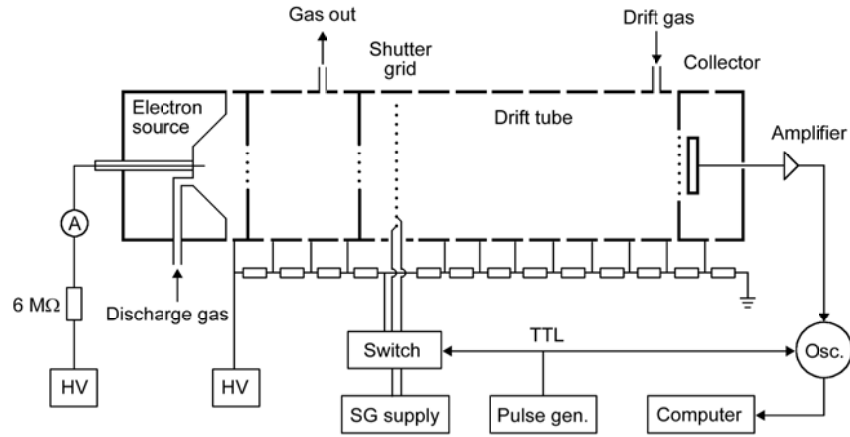 Gas out
Shutter
grid
Drift gas
Collector
Electron
source
Drift tube
Amplifier
A
6 MΩ
Discharge gas
HV
HV
Switch
TTL
Osc.
SG supply
Pulse gen.
Computer